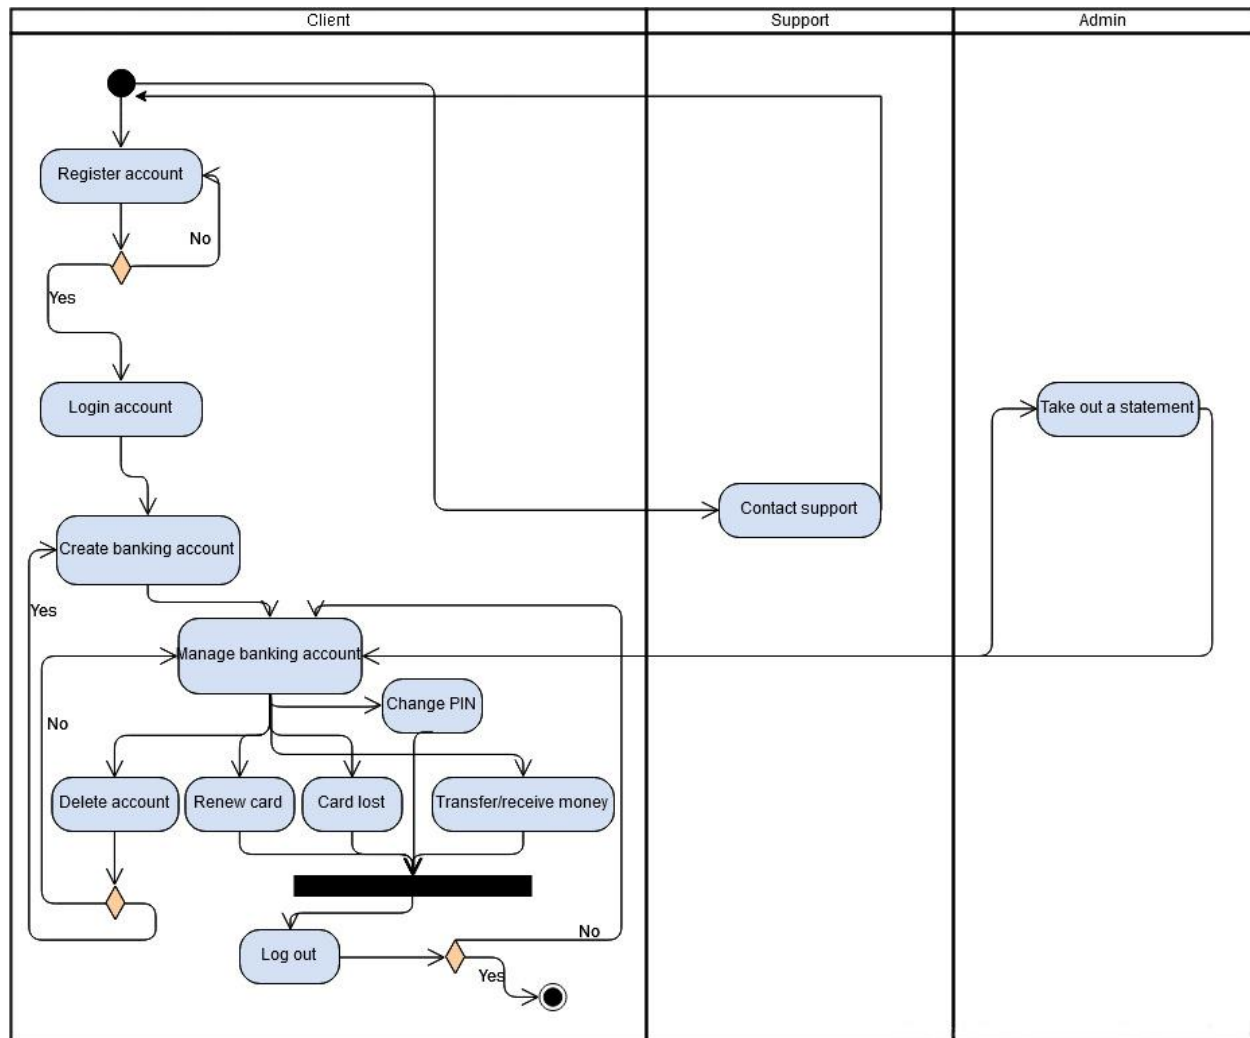 Client
Support
Admin
Register account
No
Yes
Login account
Take out a statement
Contact support
Create banking account
Yes
Manage banking account
Change PIN
No
Delete account
Renew card
Card lost
Transfer/receive money
No
Log out
Yes